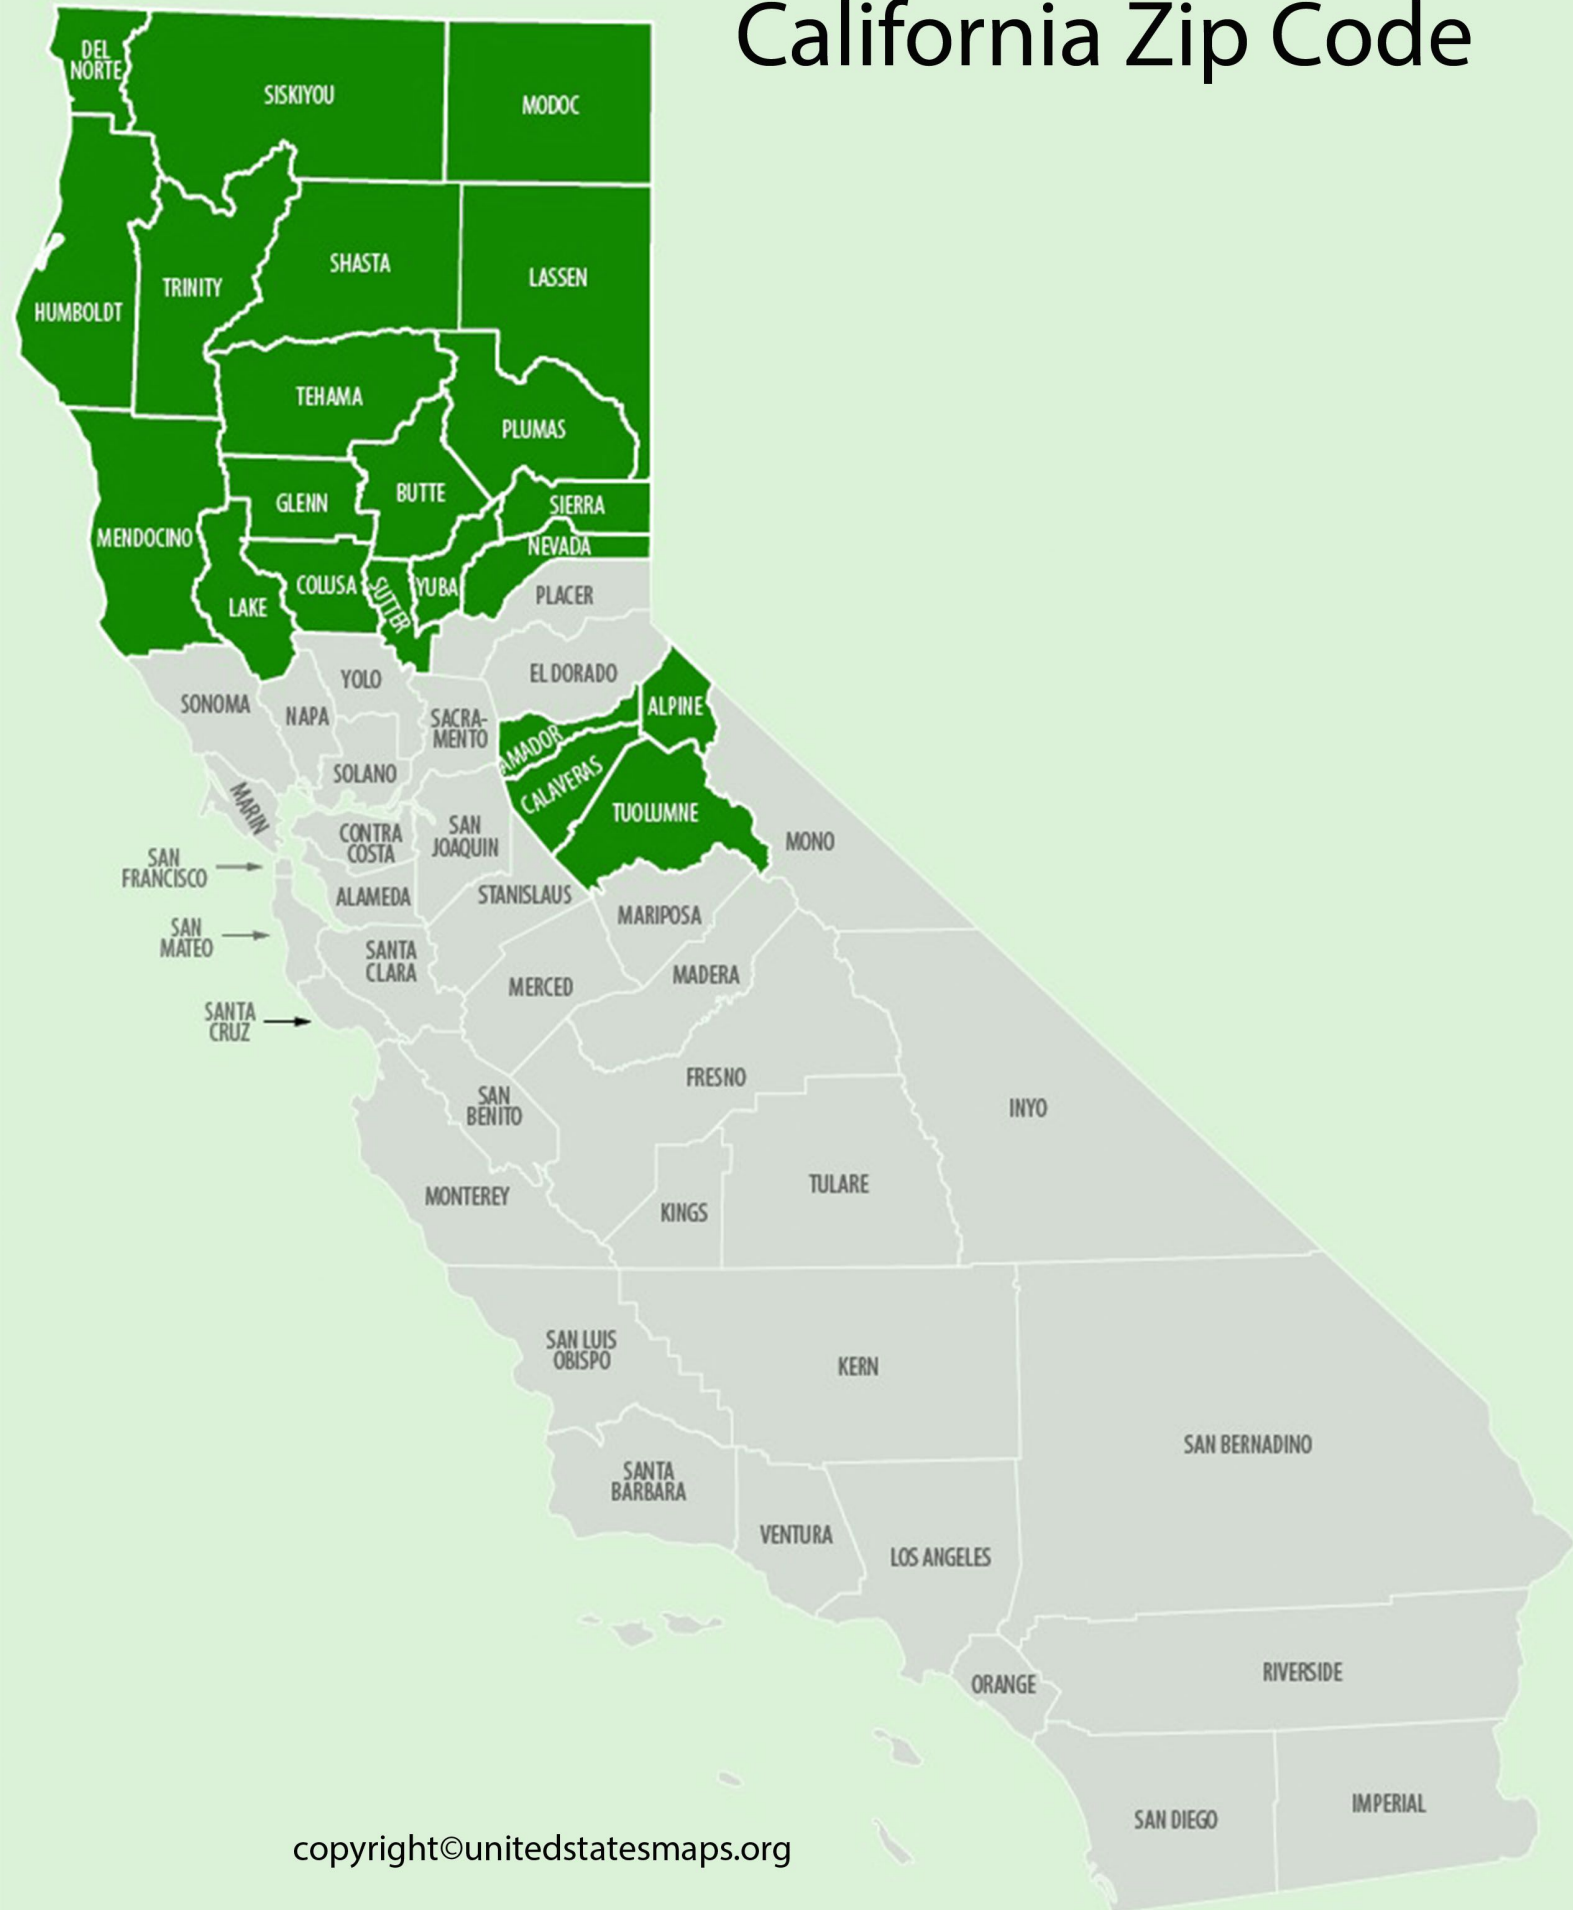 California Zip Code
DEL
NORTE
SISKIYOU
MODOC
SHASTA
LASSEN
TRINITY
HUMBOLDT
TEHAMA
PLUMAS
BUTTE
GLENN
SIERRA
MENDOCINO
NEVADA
COLUSA
SUTTER
YUBA
LAKE
PLACER
EL DORADO
YOLO
SONOMA
NAPA
SACRA-
MENTO
ALPINE
AMADOR
CALAVERAS
SOLANO
MARIN
TUOLUMNE
CONTRA
COSTA
SAN
JOAQUIN
MONO
SAN
FRANCISCO
ALAMEDA
STANISLAUS
MARIPOSA
SAN
MATEO
SANTA
CLARA
MADERA
MERCED
SANTA
CRUZ
FRESNO
SAN
BENITO
INYO
MONTEREY
KINGS
TULARE
SAN LUIS
OBISPO
KERN
SAN BERNADINO
SANTA
BARBARA
VENTURA
LOS ANGELES
ORANGE
RIVERSIDE
SAN DIEGO
IMPERIAL
copyright©unitedstatesmaps.org